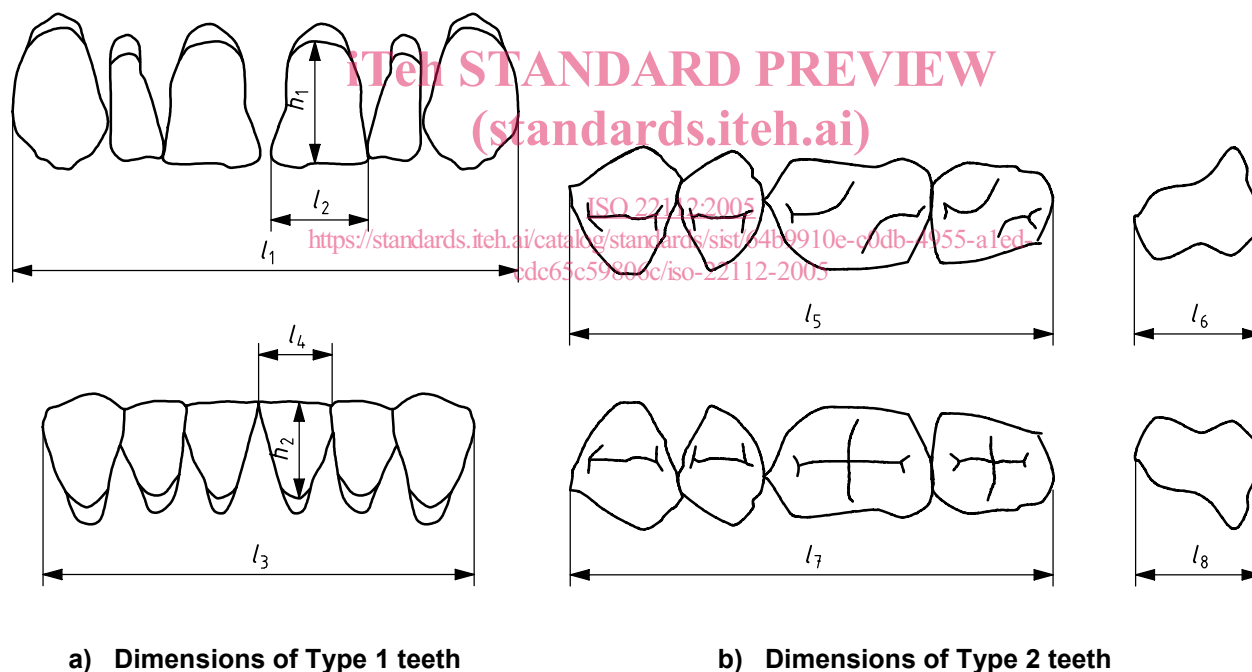 iTeh STANDARD PREVIEW
(standards.iteh.ai)
ISO 22112:2005
https://standards.iteh.ai/catalog/standards/sist/64b9910e-c0db-4955-a1ed-
cdc65c59806c/iso-22112-2005
h1
l2
l1
l5
l6
l4
h2
l3
l7
l8
a) Dimensions of Type 1 teeth
b) Dimensions of Type 2 teeth